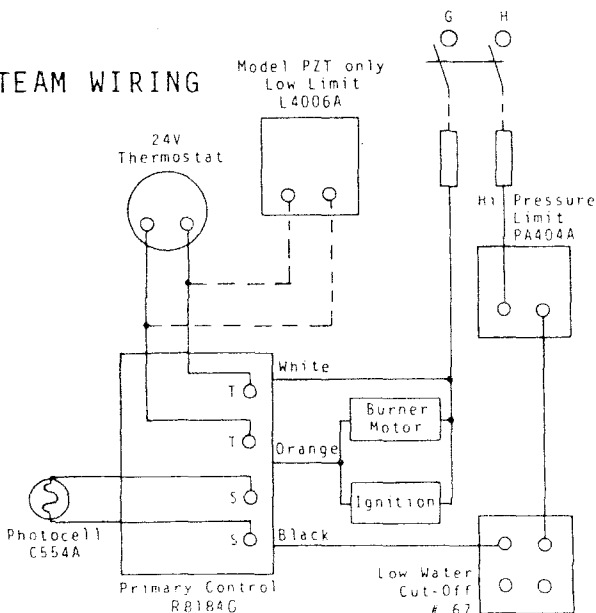 G H
TEAM WIRING
Model PZT only
Low Limit
L4006A
24V
Thermostat
Hi Pressure
Limit
PA404A
White
T
Burner
Motor
T
Orange
S
Ignition
Photocell
C554A
S
Black
Low Water
Cut-Off
# 67
Primary Control
R8184G